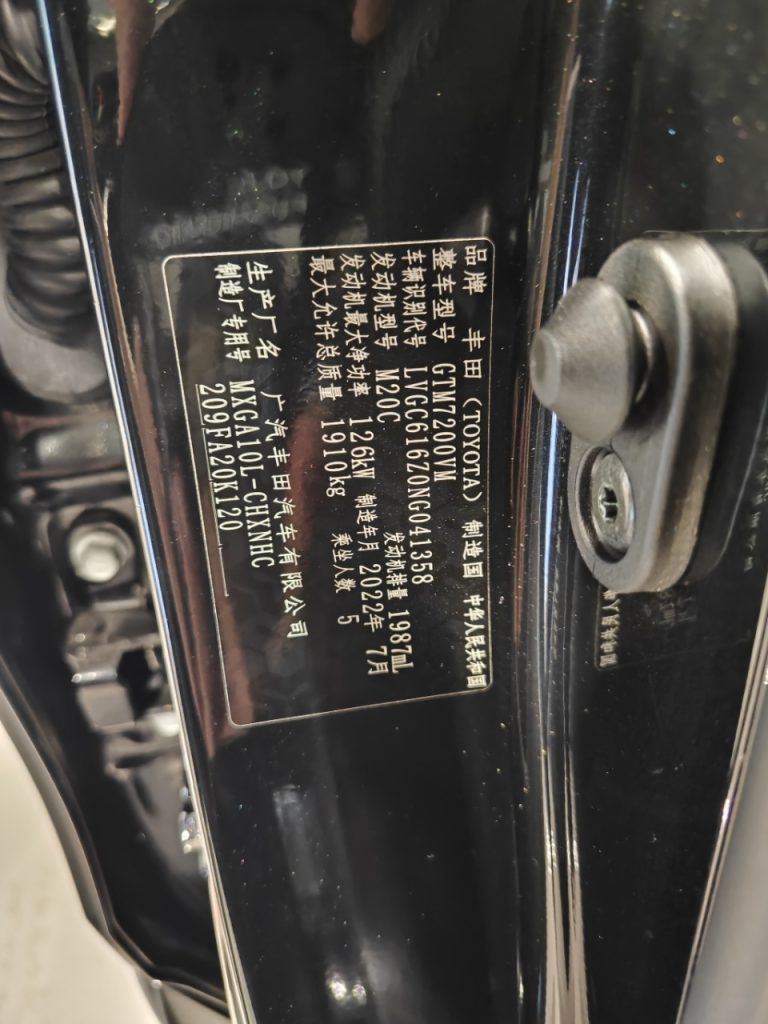 品牌 丰田（TOYOTA） 制造国 中华人民共和国
整车型号 GTM7200VM
车辆识别代号 LVGC616Z0NG041358
发动机型号 M20C 发动机排量 1987mL
发动机最大净功率 126kW 制造年月 2022年 7月
最大允许总质量 1910kg 乘坐人数 5
生产厂名 广汽丰田汽车有限公司
制造厂专用号 MXGA10L-CHXNHC
209FA20K120